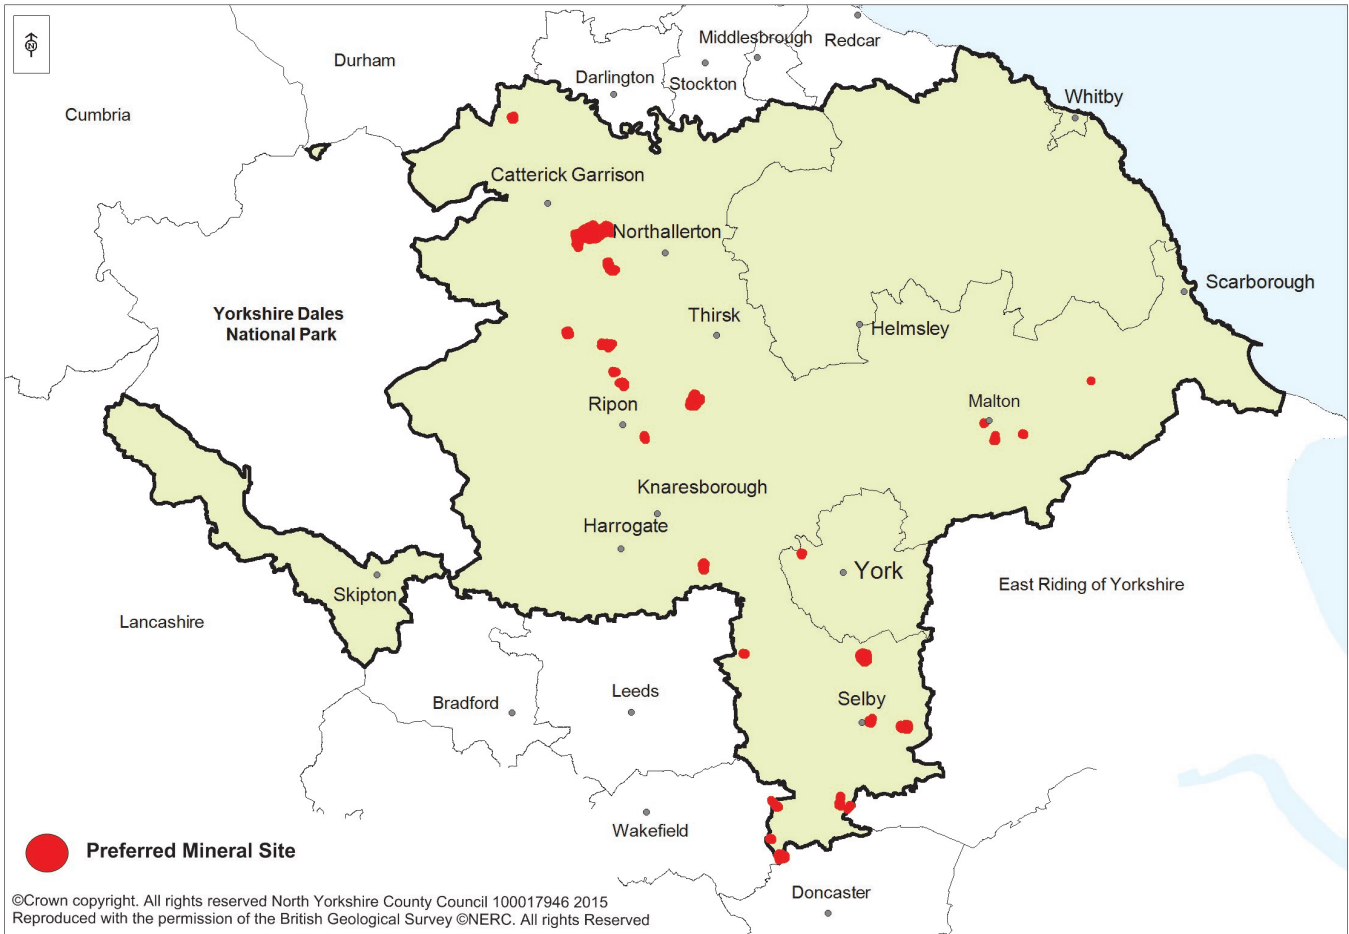 N
Durham
Middlesbrough
Redcar
Darlington
Stockton
Cumbria
Whitby
Catterick Garrison
Northallerton
Scarborough
Yorkshire Dales
National Park
Thirsk
Helmsley
Ripon
Malton
Knaresborough
Harrogate
York
East Riding of Yorkshire
Skipton
Lancashire
Leeds
Selby
Bradford
Wakefield
Preferred Mineral Site
Doncaster
©Crown copyright. All rights reserved North Yorkshire County Council 100017946 2015
Reproduced with the permission of the British Geological Survey ©NERC. All rights Reserved